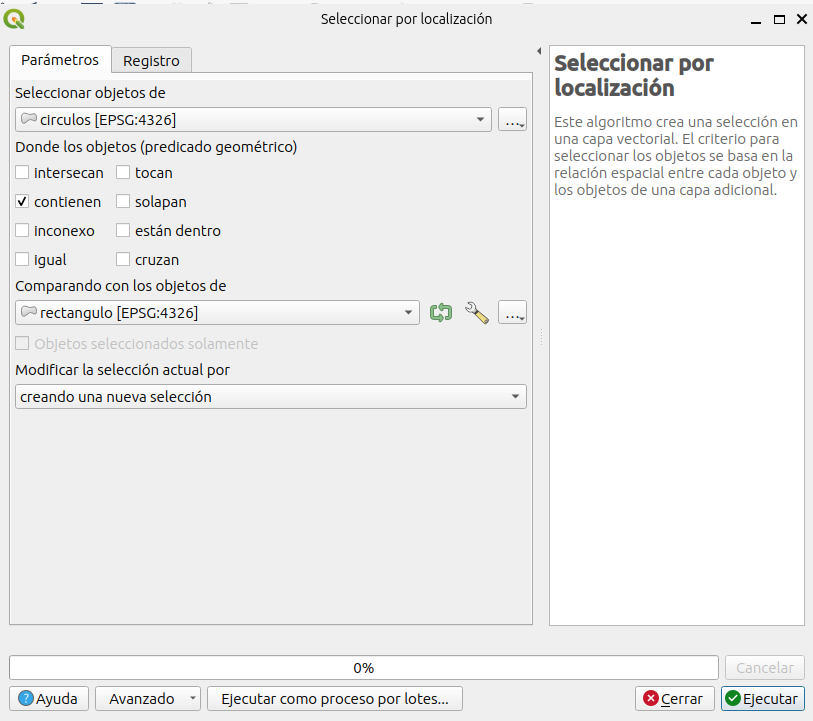 Seleccionar por localización
Parámetros
Registro
Seleccionar objetos de
circulos [EPSG:4326]
...
Donde los objetos (predicado geométrico)
intersecan
tocan
contienen
solapan
inconexo
están dentro
igual
cruzan
Comparando con los objetos de
rectangulo [EPSG:4326]
...
Objetos seleccionados solamente
Modificar la selección actual por
creando una nueva selección
Seleccionar por
localización
Este algoritmo crea una selección en
una capa vectorial. El criterio para
seleccionar los objetos se basa en la
relación espacial entre cada objeto y
los objetos de una capa adicional.
0%
Cancelar
Ayuda
Avanzado
Ejecutar como proceso por lotes...
Cerrar
Ejecutar